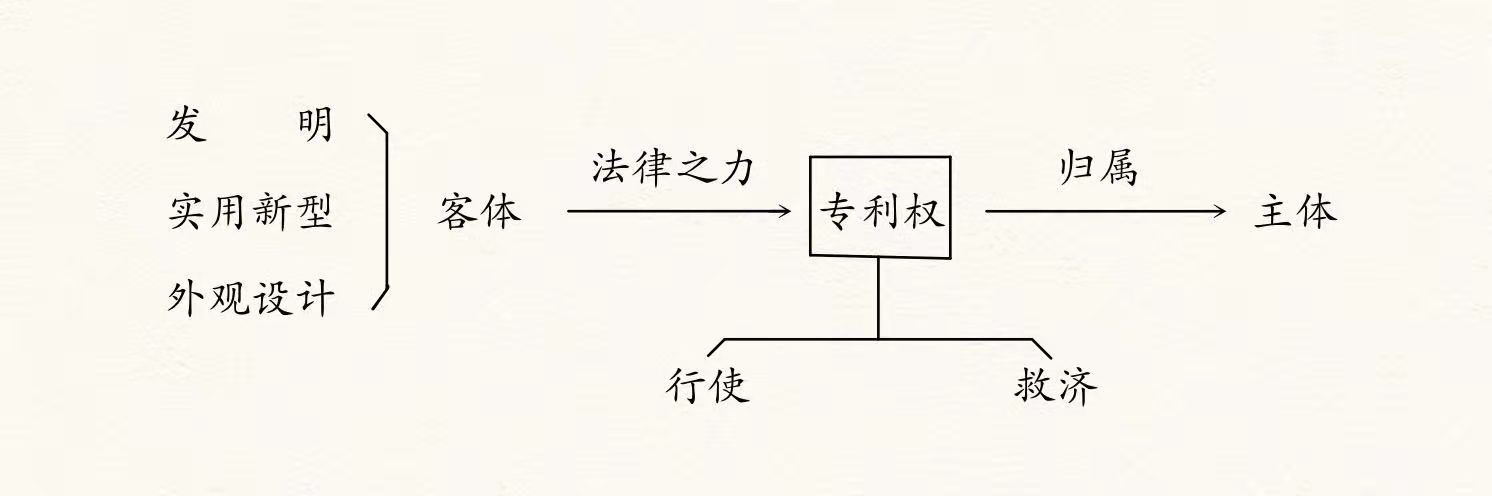 发 明
实用新型
外观设计
客体
法律之力
专利权
归属
主体
行使
救济